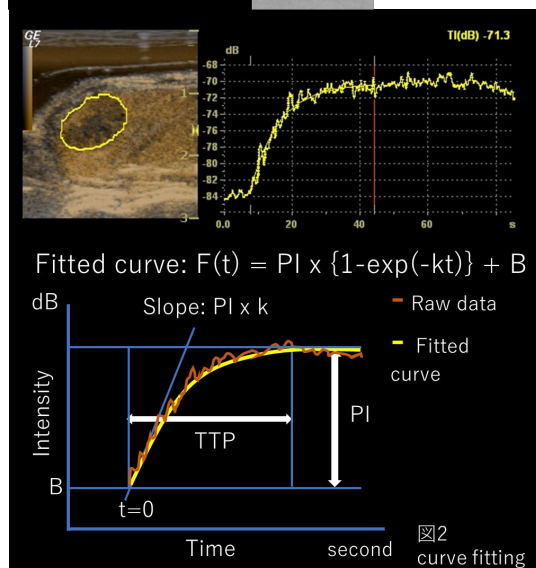 GE
L7
TI(dB) -71.3
dB
-68
-70
-72
-74
-76
-78
-80
-82
-84
0.0
20
40
60
s
1
2
3
Fitted curve: F(t) = PI x {1-exp(-kt)} + B
dB
Slope: PI x k
Raw data
Fitted
curve
Intensity
PI
TTP
B
t=0
Time
second
図2
curve fitting